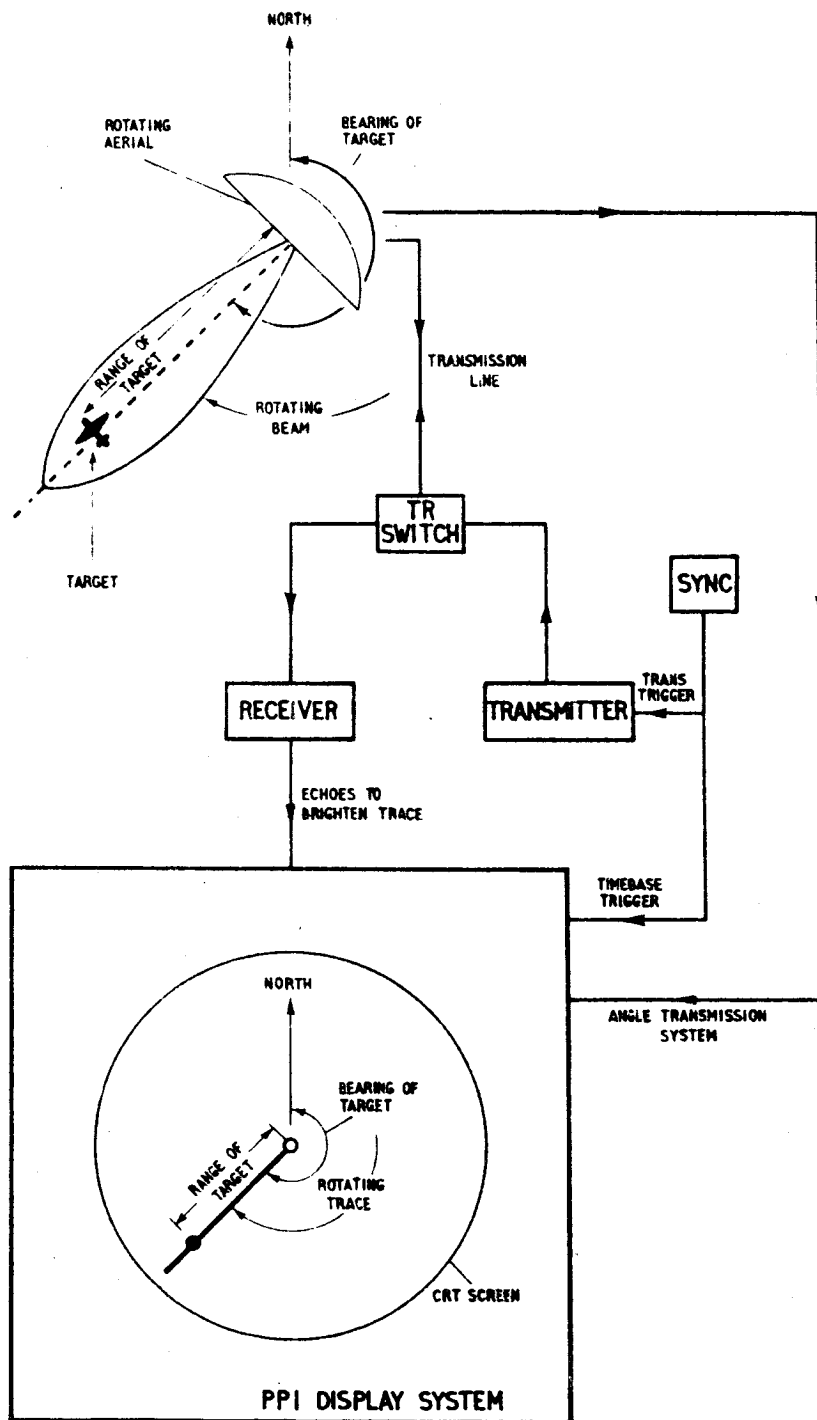 NORTH
ROTATING
AERIAL
BEARING OF
TARGET
RANGE OF
TARGET
TRANSMISSION
LINE
ROTATING
BEAM
TR
SWITCH
TARGET
SYNC
RECEIVER
TRANSMITTER
TRANS
TRIGGER
ECHOES TO
BRIGHTEN TRACE
TIMEBASE
TRIGGER
NORTH
ANGLE TRANSMISSION
SYSTEM
BEARING OF
TARGET
RANGE OF
TARGET
ROTATING
TRACE
CRT SCREEN
PPI DISPLAY SYSTEM